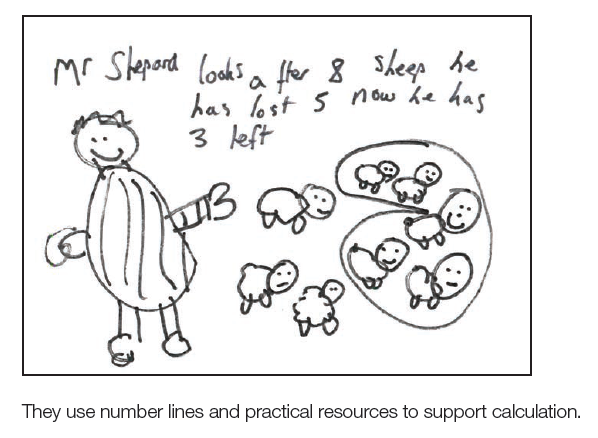 Mr Shepard looks after 8 sheep he
has lost 5 now he has
3 left
They use number lines and practical resources to support calculation.